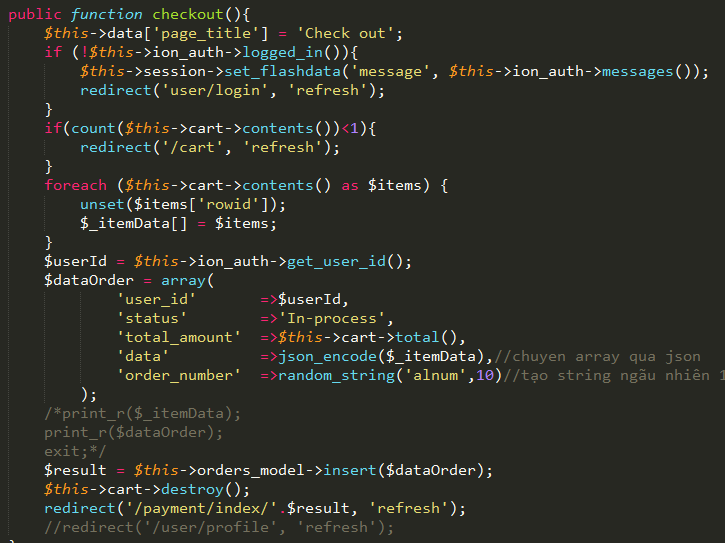 public function checkout(){
    $this->data['page_title'] = 'Check out';
    if (!$this->ion_auth->logged_in()){
        $this->session->set_flashdata('message', $this->ion_auth->messages());
        redirect('user/login', 'refresh');
    }
    if(count($this->cart->contents())<1){
        redirect('/cart', 'refresh');
    }
    foreach ($this->cart->contents() as $items) {
        unset($items['rowid']);
        $_itemData[] = $items;
    }
    $userId = $this->ion_auth->get_user_id();
    $dataOrder = array(
            'user_id'       =>$userId,
            'status'        =>'In-process',
            'total_amount'  =>$this->cart->total(),
            'data'          =>json_encode($_itemData),//chuyen array qua json
            'order_number'  =>random_string('alnum',10)//tạo string ngãu nhiên 1
        );
    /*print_r($_itemData);
    print_r($dataOrder);
    exit;*/
    $result = $this->orders_model->insert($dataOrder);
    $this->cart->destroy();
    redirect('/payment/index/'.$result, 'refresh');
    //redirect('/user/profile', 'refresh');